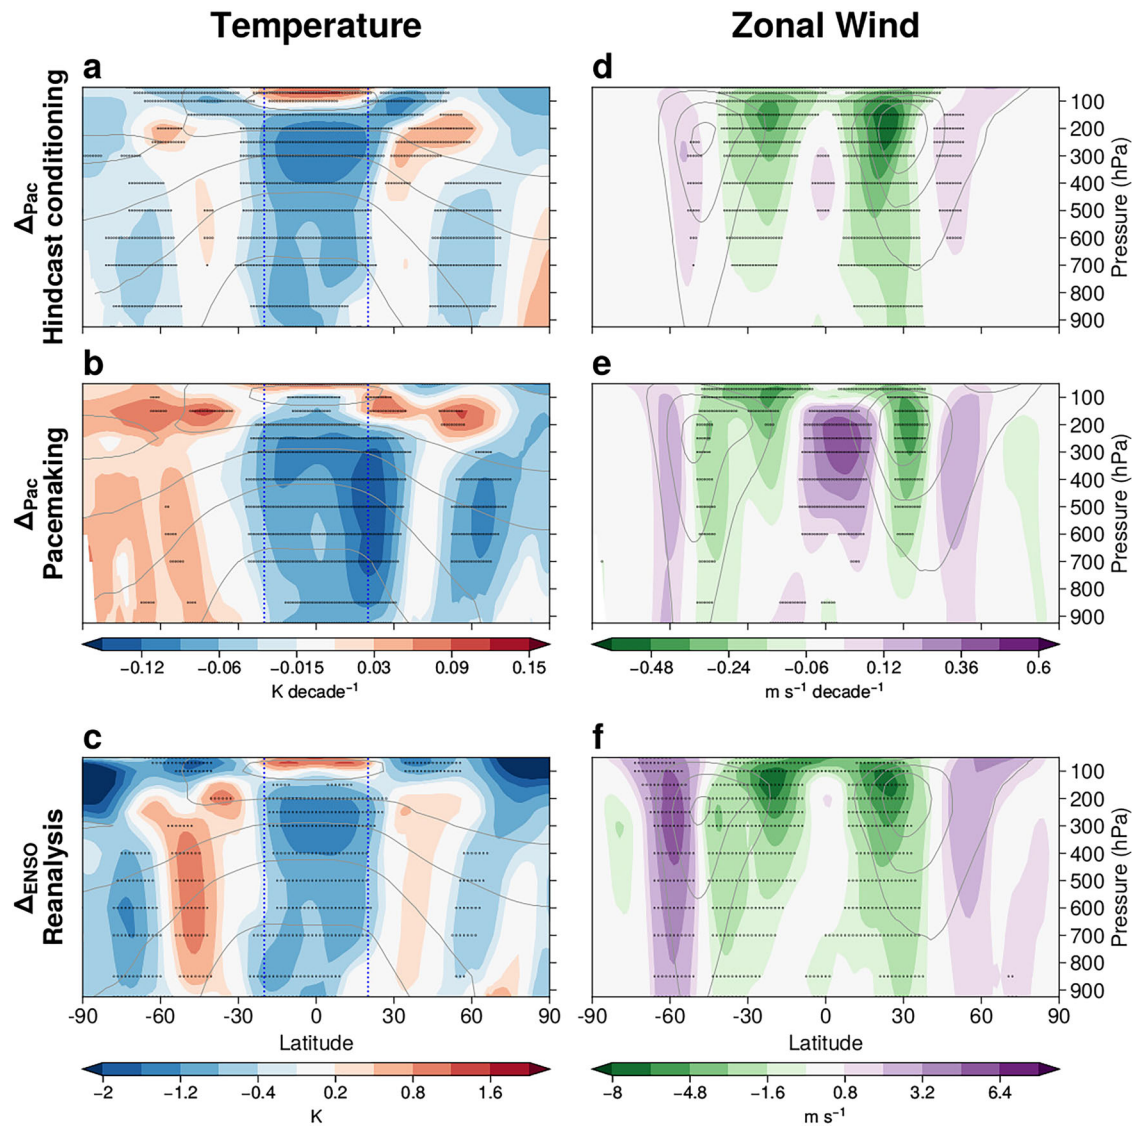 Temperature
Zonal Wind
a
d
ΔPac
Hindcast conditioning
100
200
300
400
500
600
700
800
900
Pressure (hPa)
b
e
ΔPac
Pacemaking
100
200
300
400
500
600
700
800
900
Pressure (hPa)
−0.12 −0.06 −0.015 0.03 0.09 0.15
K decade⁻¹
−0.48 −0.24 −0.06 0.12 0.36 0.6
m s⁻¹ decade⁻¹
c
f
ΔENSO
Reanalysis
100
200
300
400
500
600
700
800
900
Pressure (hPa)
-90 -60 -30 0 30 60 90
Latitude
-90 -60 -30 0 30 60 90
Latitude
−2 −1.2 −0.4 0.2 0.8 1.6
K
−8 −4.8 −1.6 0.8 3.2 6.4
m s⁻¹